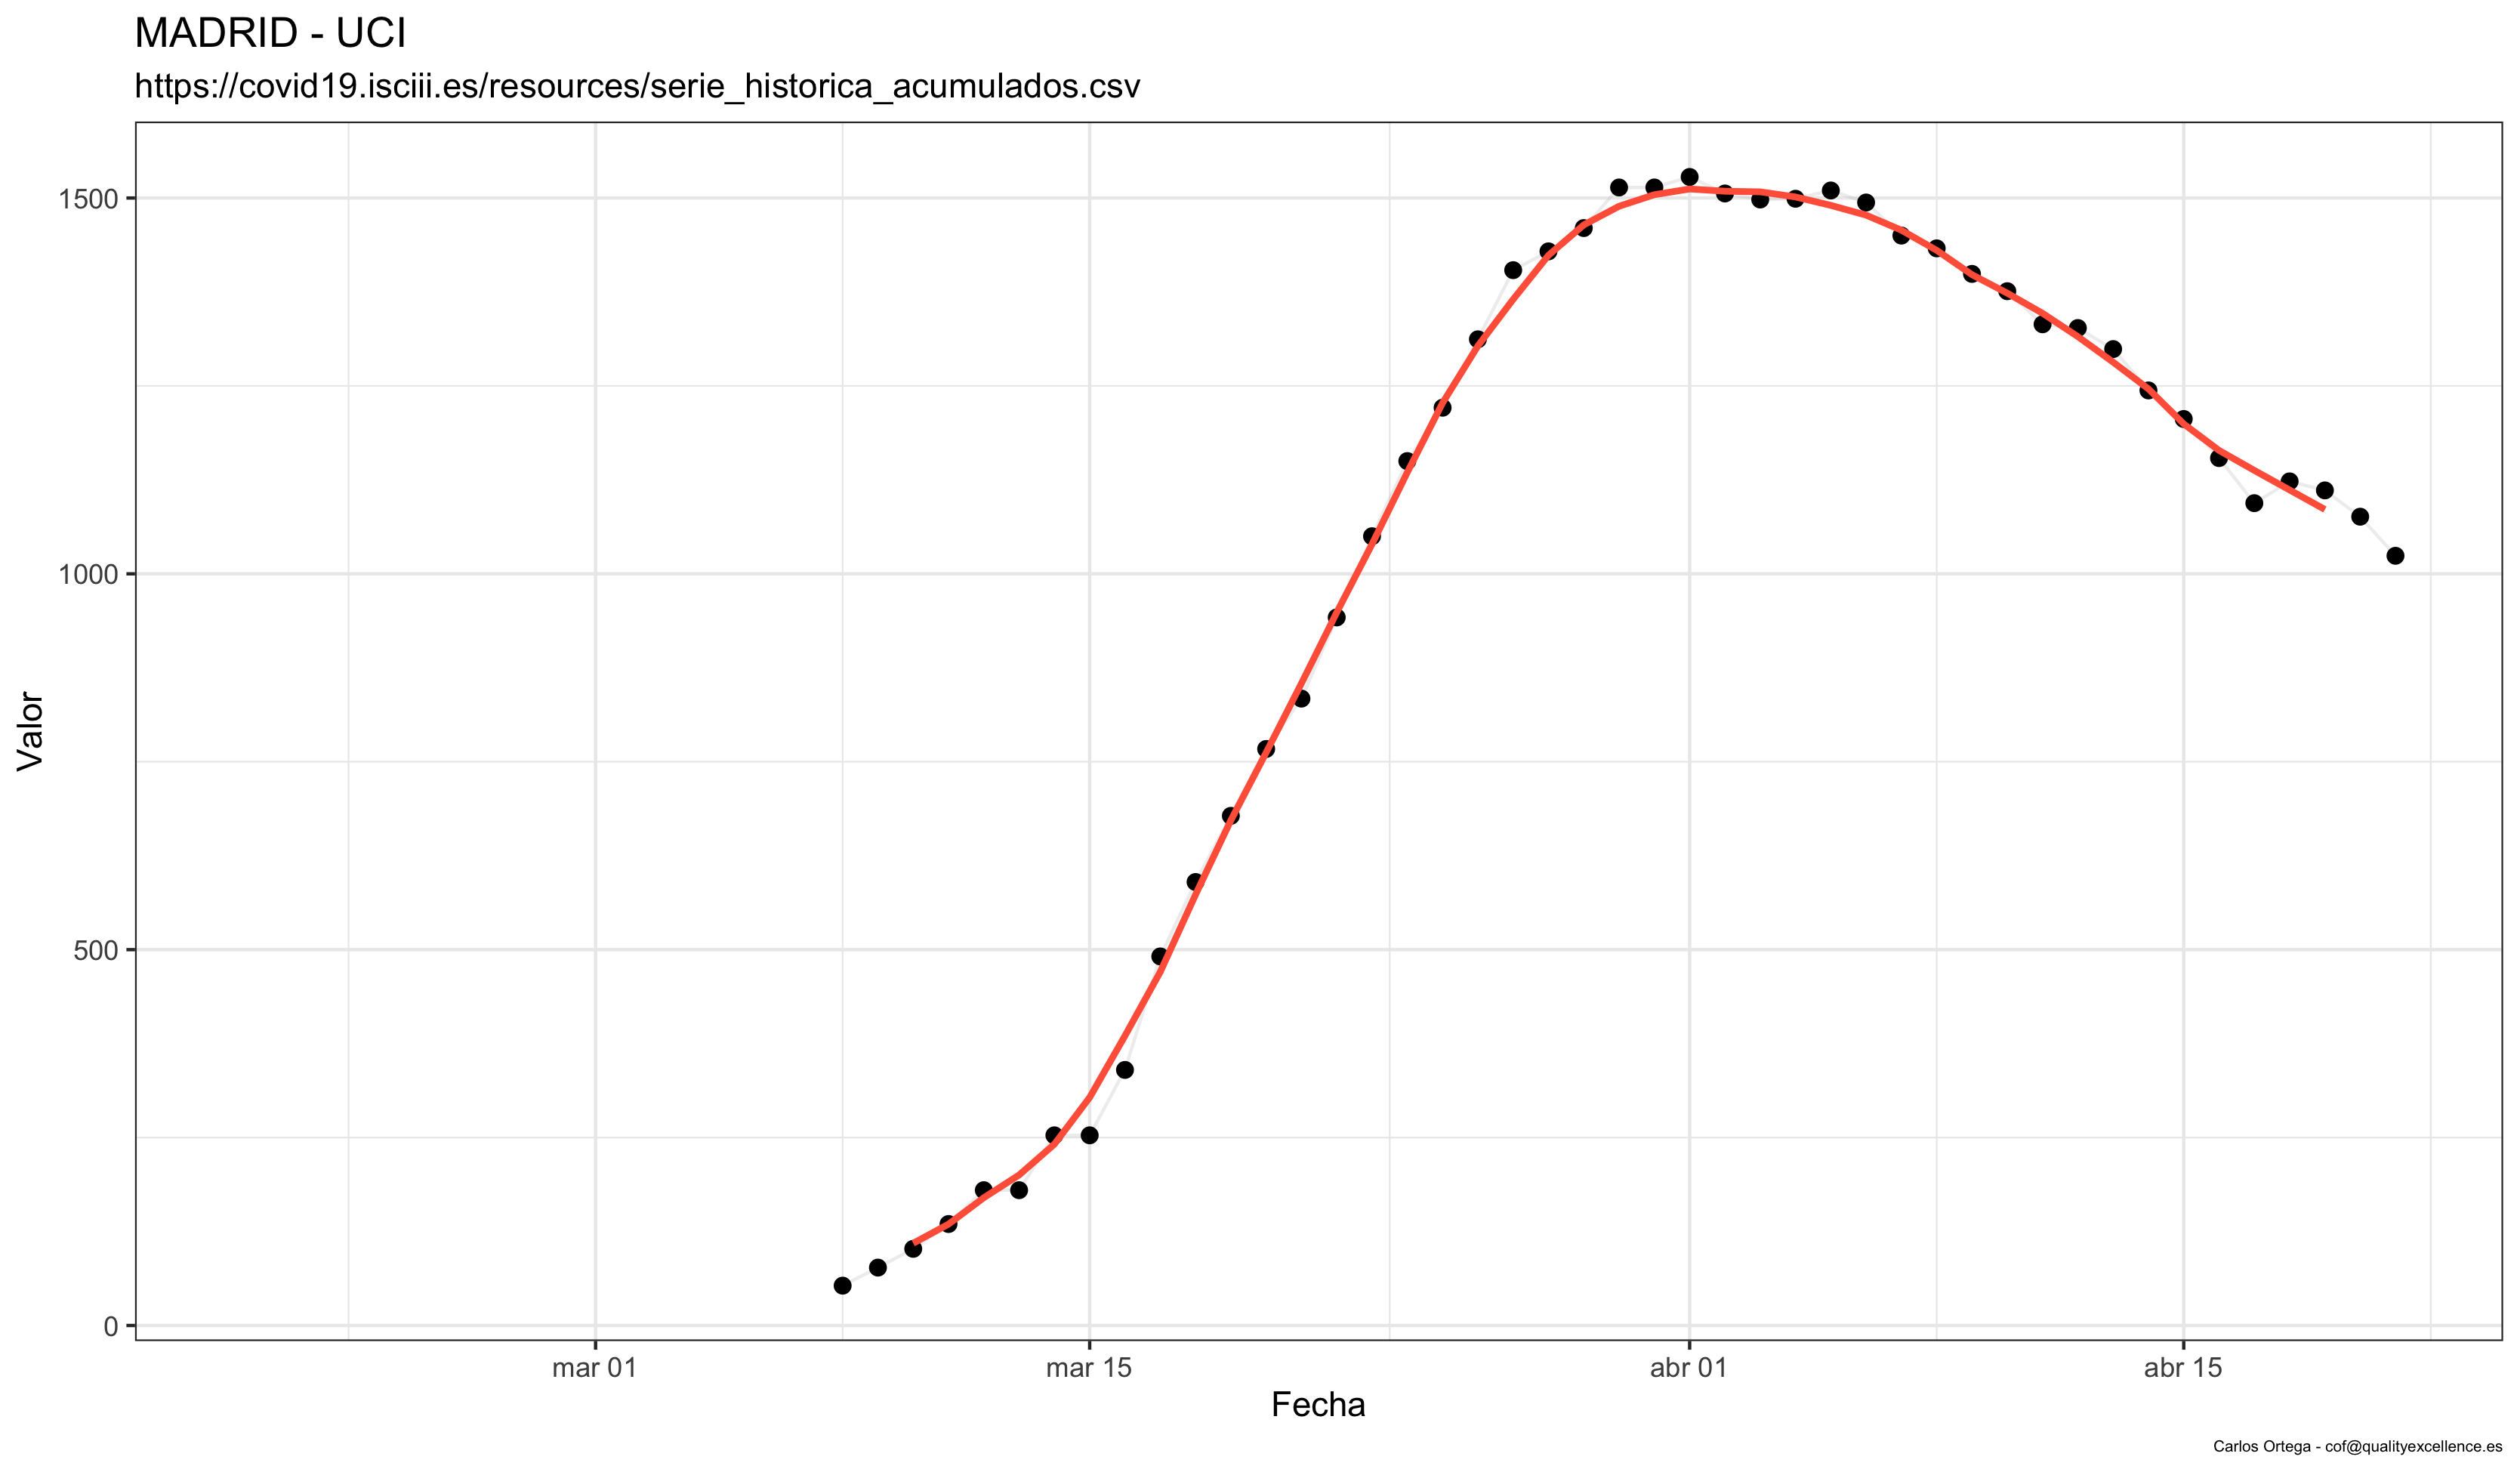 MADRID - UCI
https://covid19.isciii.es/resources/serie_historica_acumulados.csv
1500
1000
500
0
Valor
mar 01
mar 15
abr 01
abr 15
Fecha
Carlos Ortega - cof@qualityexcellence.es